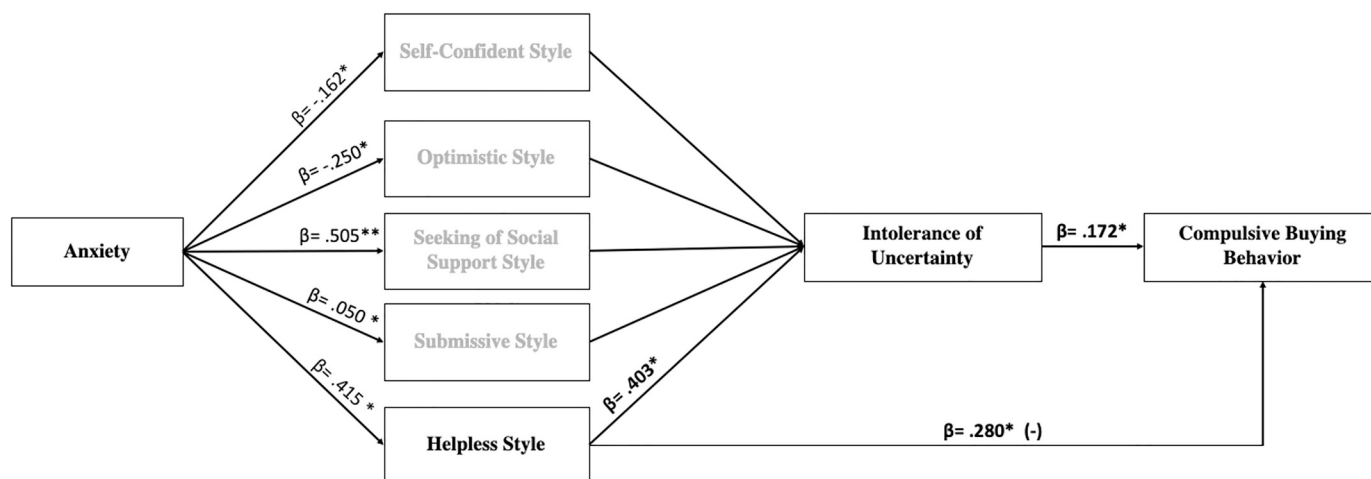 Self-Confident Style
β= -.162*
Optimistic Style
β= -.250*
Anxiety
β= .505**
Seeking of Social
Support Style
Intolerance of
Uncertainty
β= .172*
Compulsive Buying
Behavior
β= .050 *
Submissive Style
β= .415 *
β= .403*
Helpless Style
β= .280* (-)